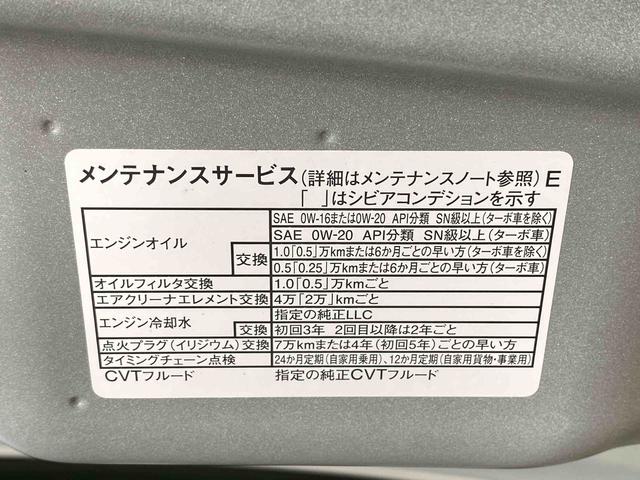 メンテナンスサービス(詳細はメンテナンスノート参照) E
「 」はシビアコンデションを示す
エンジンオイル
SAE 0W-16または0W-20 API分類 SN級以上(ターボ車を除く)
SAE 0W-20 API分類 SN級以上(ターボ車)
交換 1.0「0.5」万kmまたは6か月ごとの早い方(ターボ車を除く)
0.5「0.25」万kmまたは6か月ごとの早い方(ターボ車)
オイルフィルタ交換 1.0「0.5」万kmごと
エアクリーナエレメント交換 4万「2万」kmごと
エンジン冷却水 指定の純正LLC
交換 初回3年 2回目以降は2年ごと
点火プラグ(イリジウム)交換 7万kmまたは4年(初回5年)ごとの早い方
タイミングチェーン点検 24か月定期(自家用乗用)、12か月定期(自家用貨物・事業用)
CVTフルード 指定の純正CVTフルード